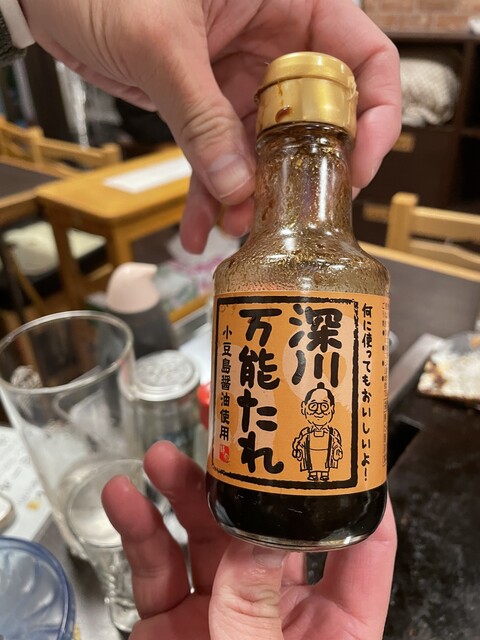 何に使ってもおいしいよ！
深川
万能たれ
小豆島醤油使用